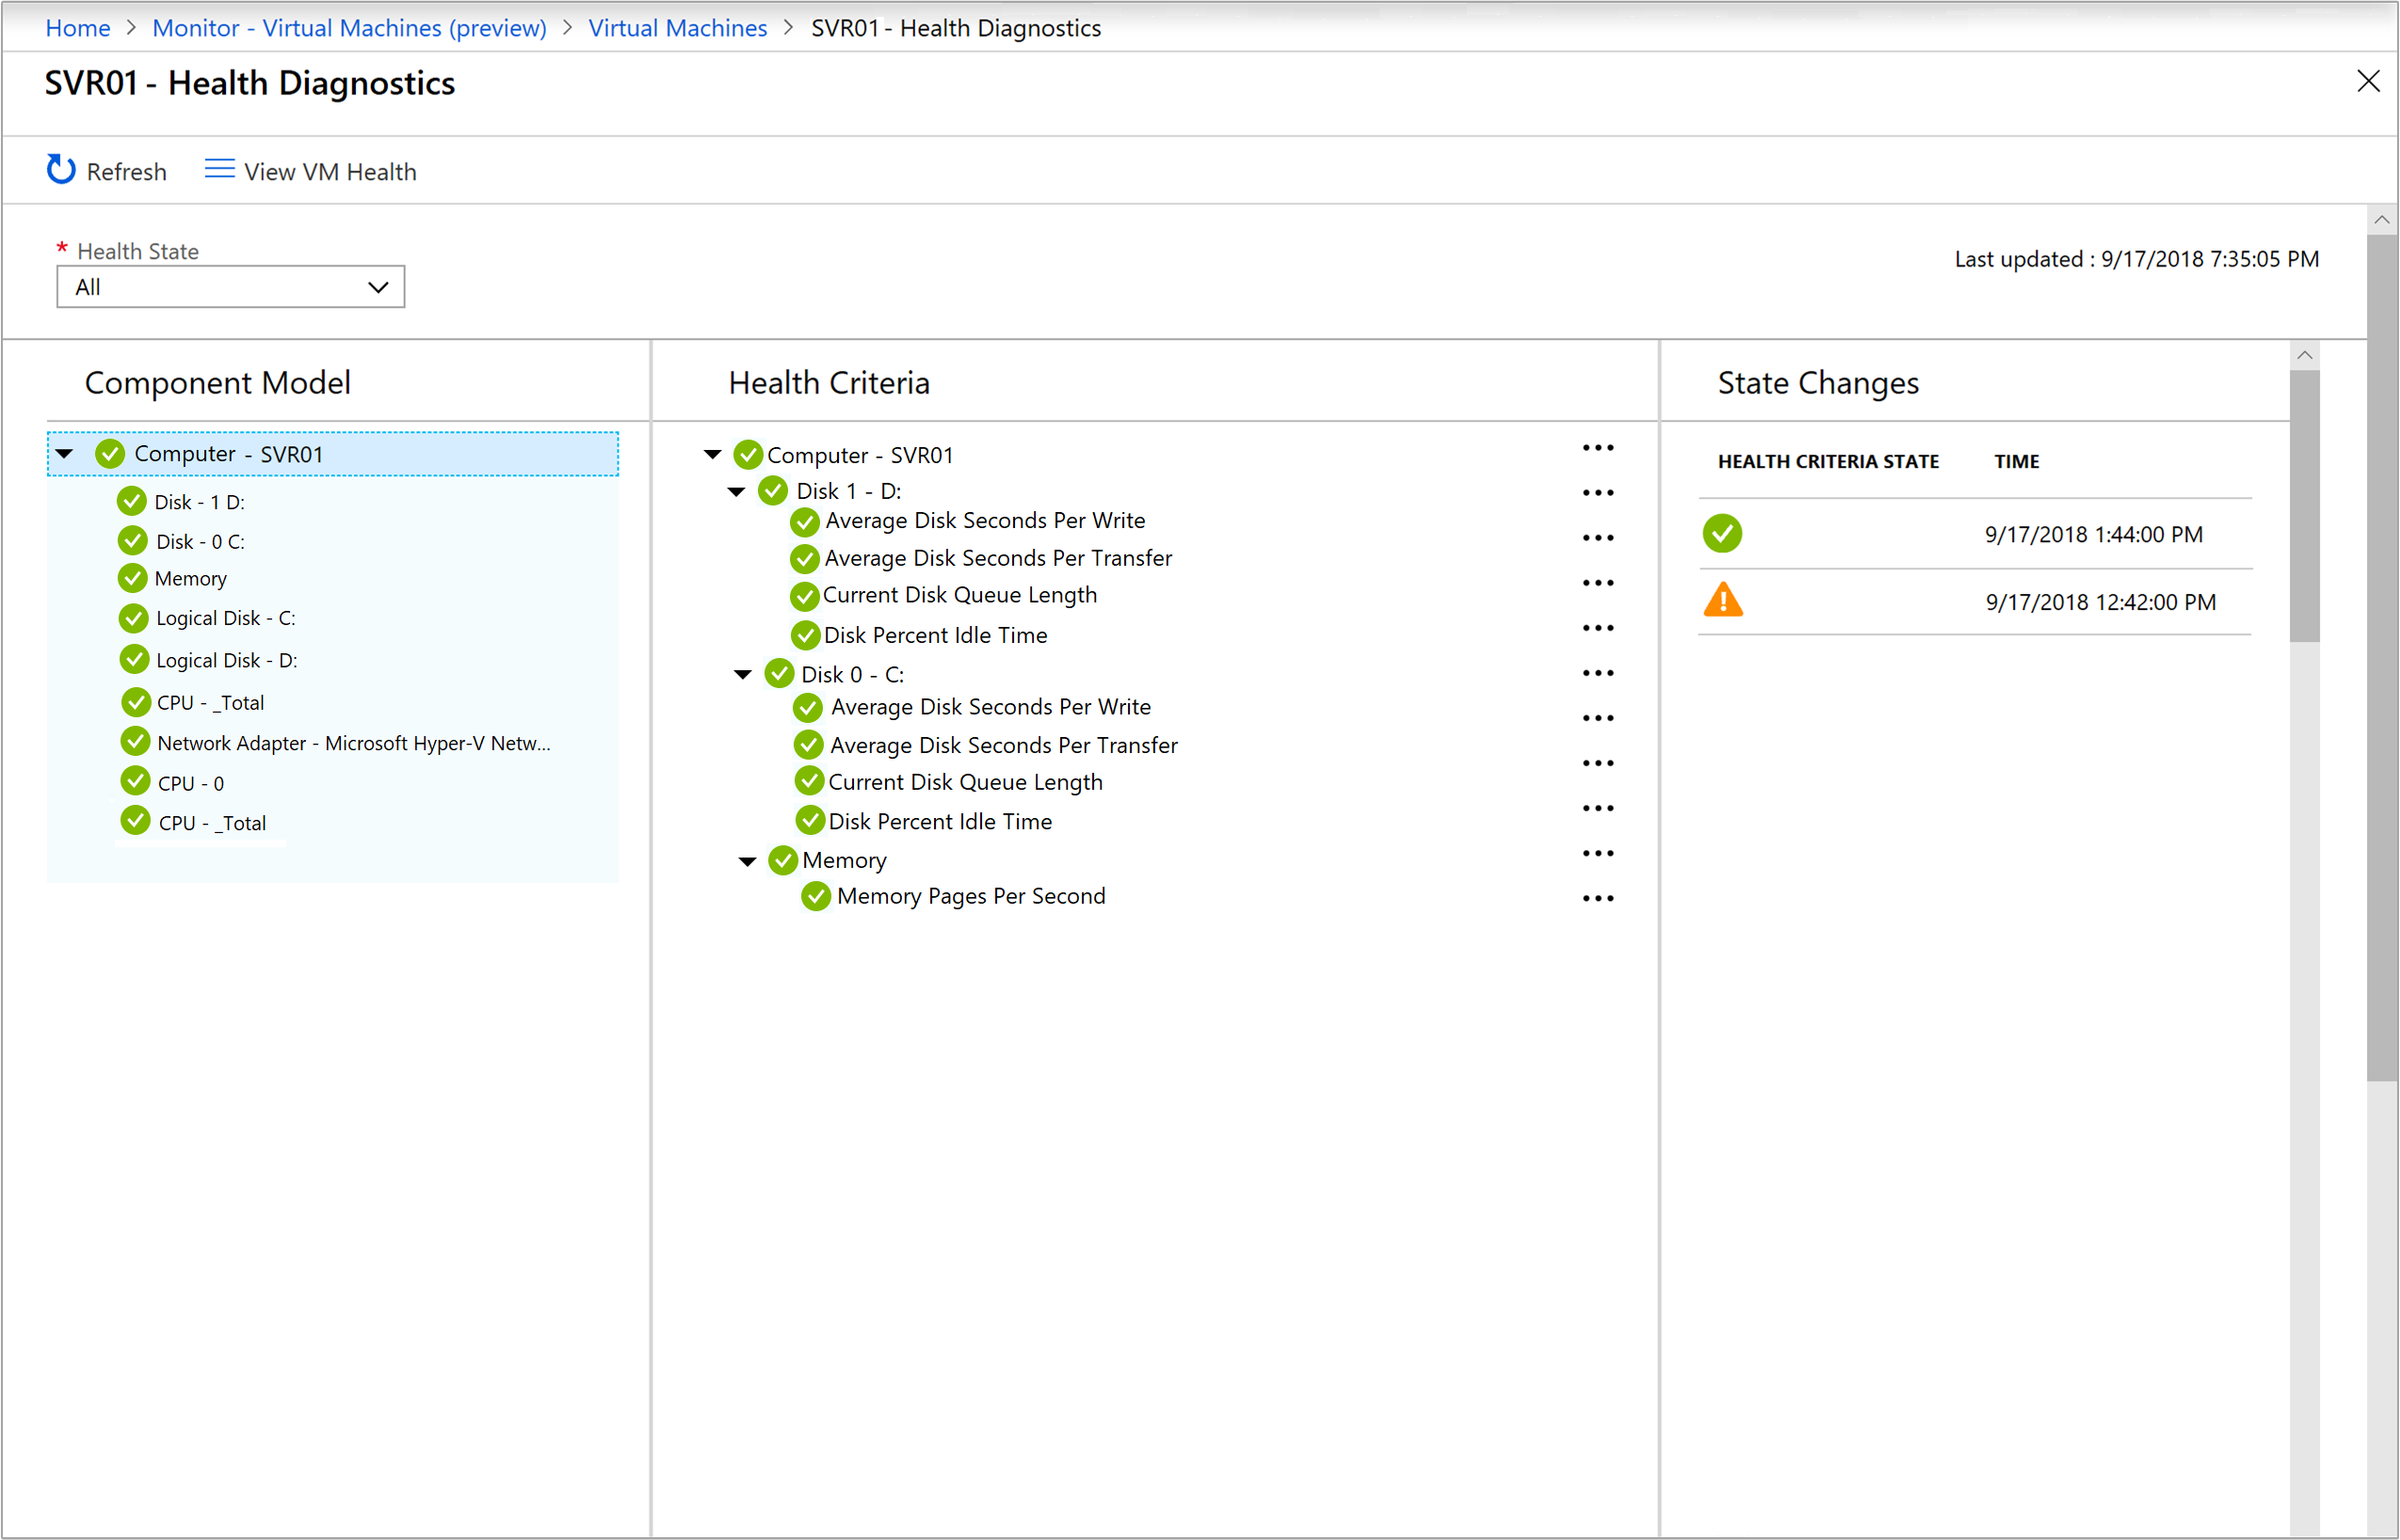 Home > Monitor - Virtual Machines (preview) > Virtual Machines > SVR01 - Health Diagnostics
SVR01 - Health Diagnostics
Refresh View VM Health
* Health State
All
Last updated : 9/17/2018 7:35:05 PM
Component Model
Computer - SVR01
Disk - 1 D:
Disk - 0 C:
Memory
Logical Disk - C:
Logical Disk - D:
CPU - _Total
Network Adapter - Microsoft Hyper-V Netw...
CPU - 0
CPU - _Total
Health Criteria
Computer - SVR01
Disk 1 - D:
Average Disk Seconds Per Write
Average Disk Seconds Per Transfer
Current Disk Queue Length
Disk Percent Idle Time
Disk 0 - C:
Average Disk Seconds Per Write
Average Disk Seconds Per Transfer
Current Disk Queue Length
Disk Percent Idle Time
Memory
Memory Pages Per Second
State Changes
HEALTH CRITERIA STATE TIME
9/17/2018 1:44:00 PM
9/17/2018 12:42:00 PM